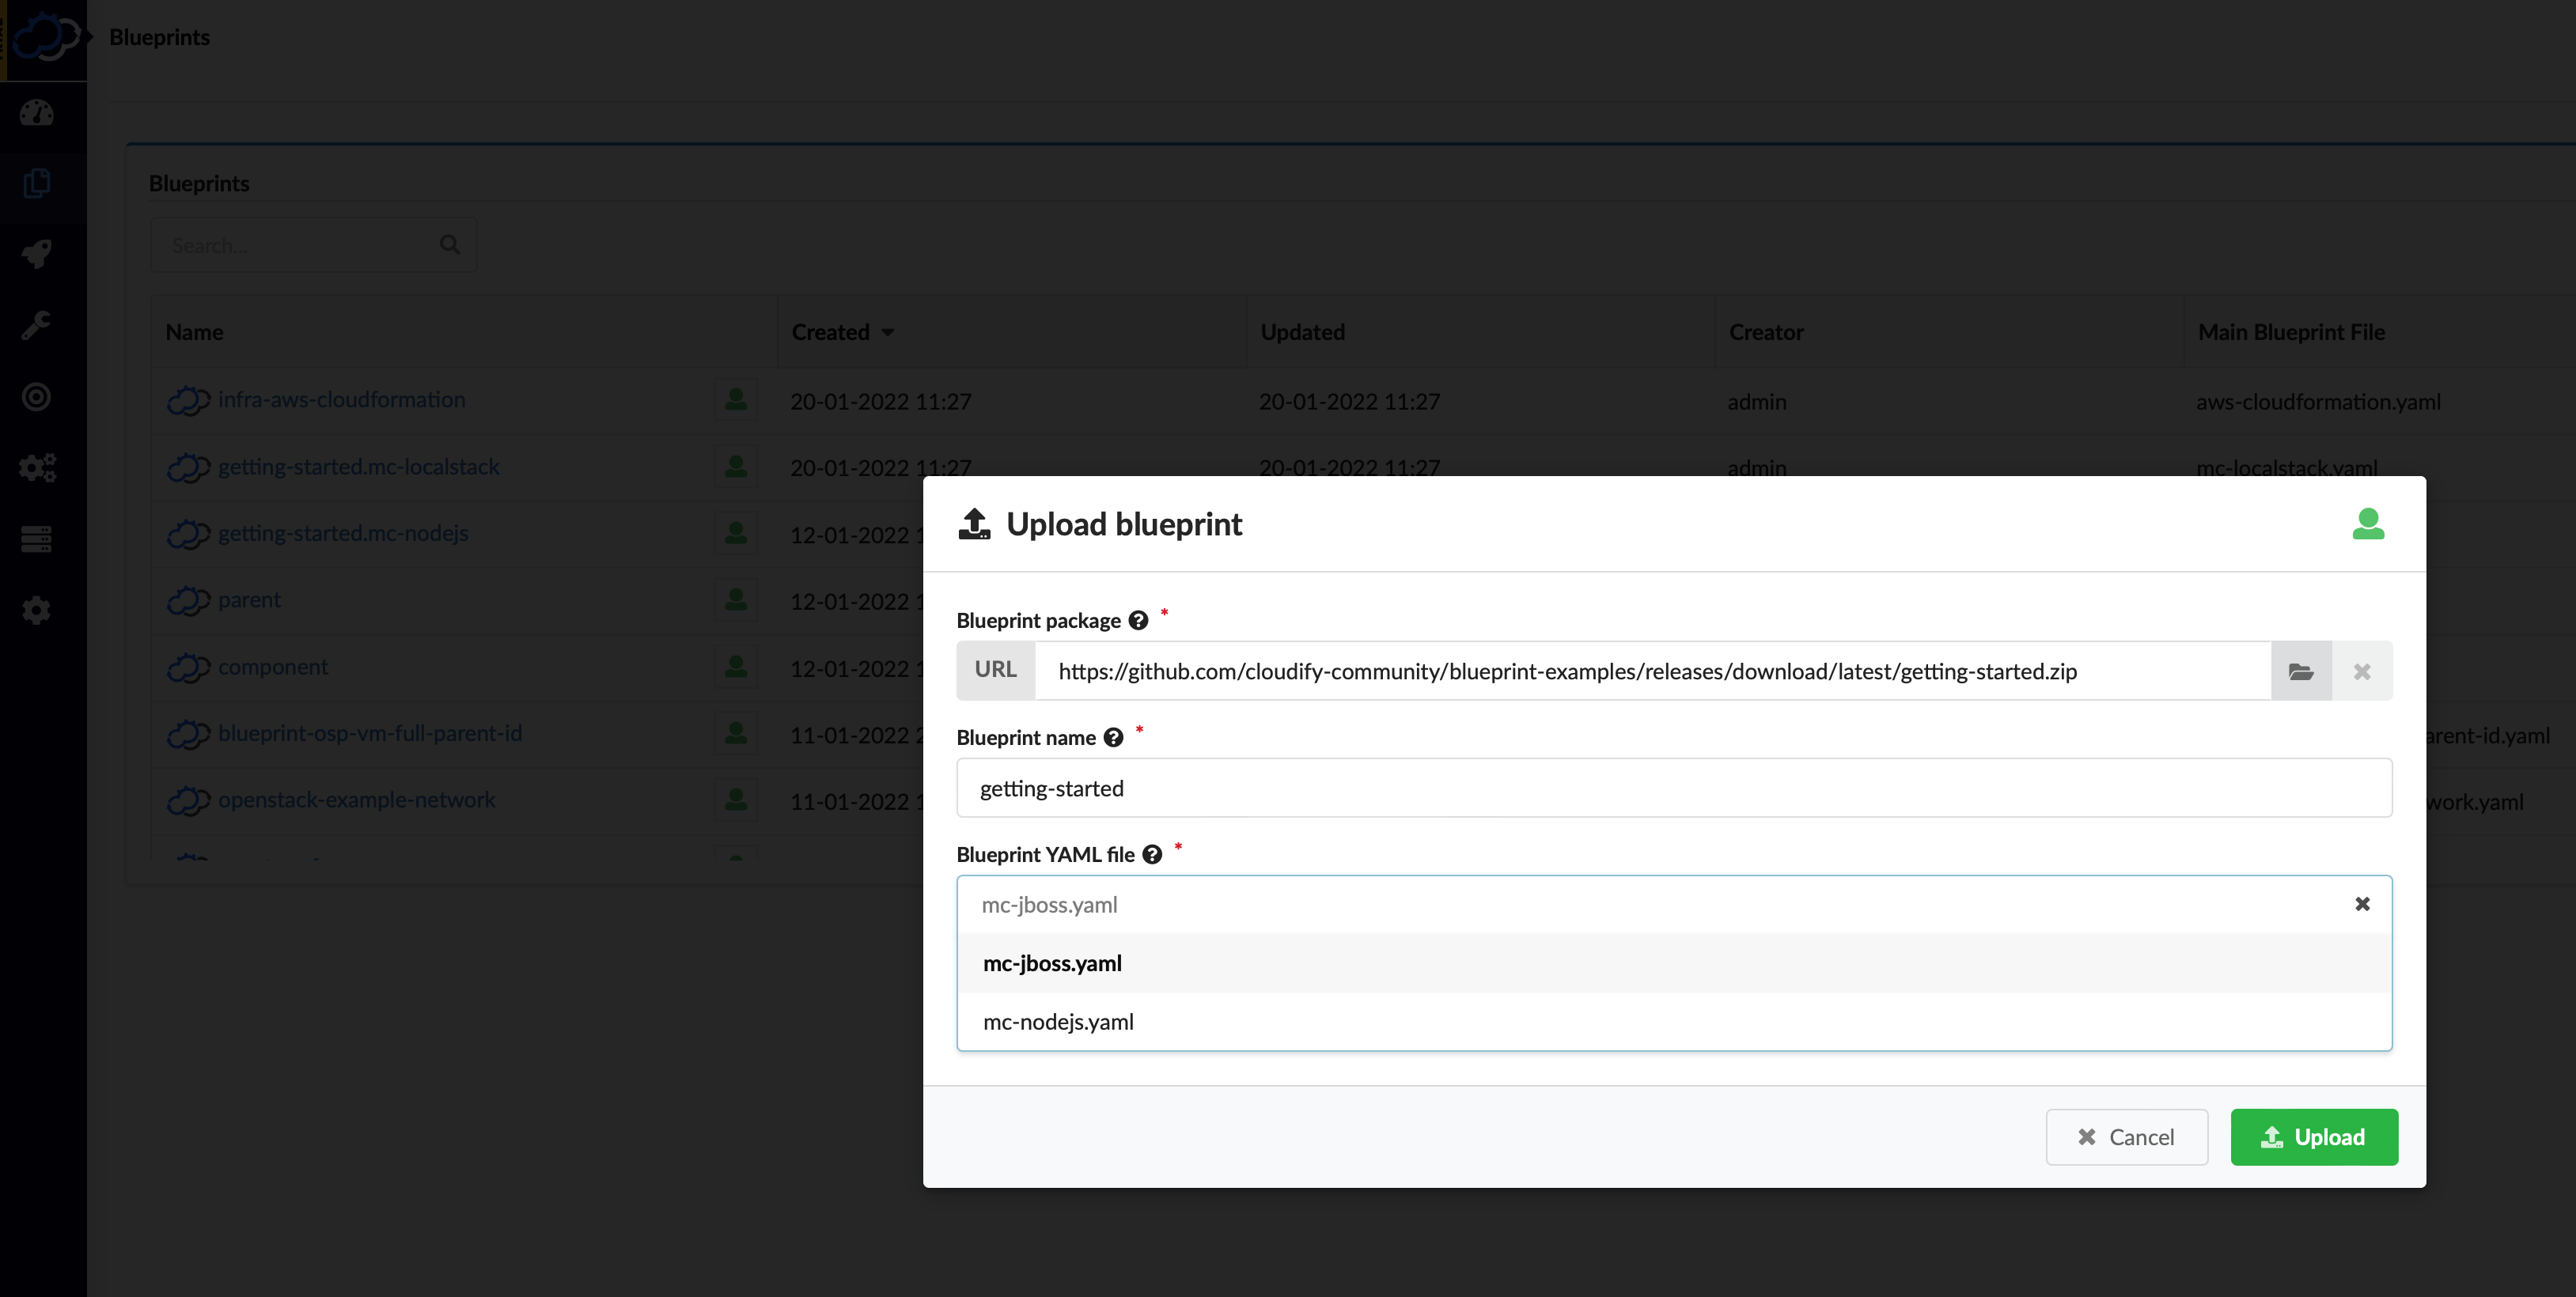 Blueprints
Blueprints
Search...
Name Created Updated Creator Main Blueprint File
infra-aws-cloudformation 20-01-2022 11:27 20-01-2022 11:27 admin aws-cloudformation.yaml
getting-started.mc-localstack 20-01-2022 11:27 20-01-2022 11:27 admin mc-localstack.yaml
getting-started.mc-nodejs 12-01-2022 1
parent 12-01-2022 1
component 12-01-2022 1
blueprint-osp-vm-full-parent-id 11-01-2022 2 arent-id.yaml
openstack-example-network 11-01-2022 1 work.yaml
Upload blueprint
Blueprint package ? *
URL https://github.com/cloudify-community/blueprint-examples/releases/download/latest/getting-started.zip
Blueprint name ? *
getting-started
Blueprint YAML file ? *
mc-jboss.yaml
mc-jboss.yaml
mc-nodejs.yaml
Cancel Upload